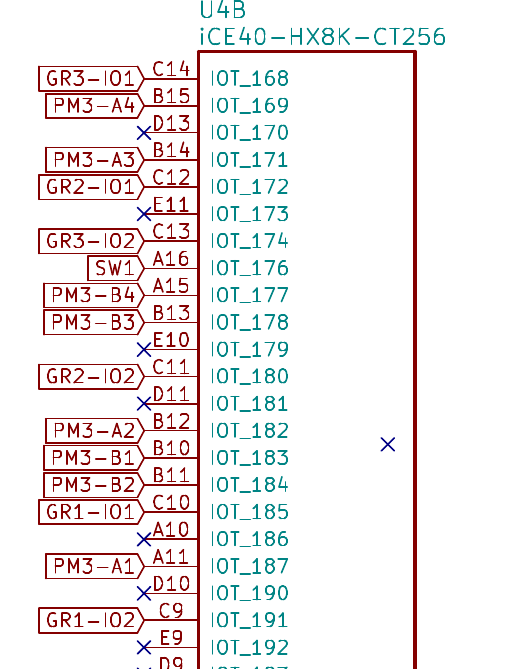 U4B
iCE40-HX8K-CT256
GR3-IO1 C14 IOT_168
PM3-A4 B15 IOT_169
D13 IOT_170
PM3-A3 B14 IOT_171
GR2-IO1 C12 IOT_172
E11 IOT_173
GR3-IO2 C13 IOT_174
SW1 A16 IOT_176
PM3-B4 A15 IOT_177
PM3-B3 B13 IOT_178
E10 IOT_179
GR2-IO2 C11 IOT_180
D11 IOT_181
PM3-A2 B12 IOT_182
PM3-B1 B10 IOT_183
PM3-B2 B11 IOT_184
GR1-IO1 C10 IOT_185
A10 IOT_186
PM3-A1 A11 IOT_187
D10 IOT_190
GR1-IO2 C9 IOT_191
E9 IOT_192
D9